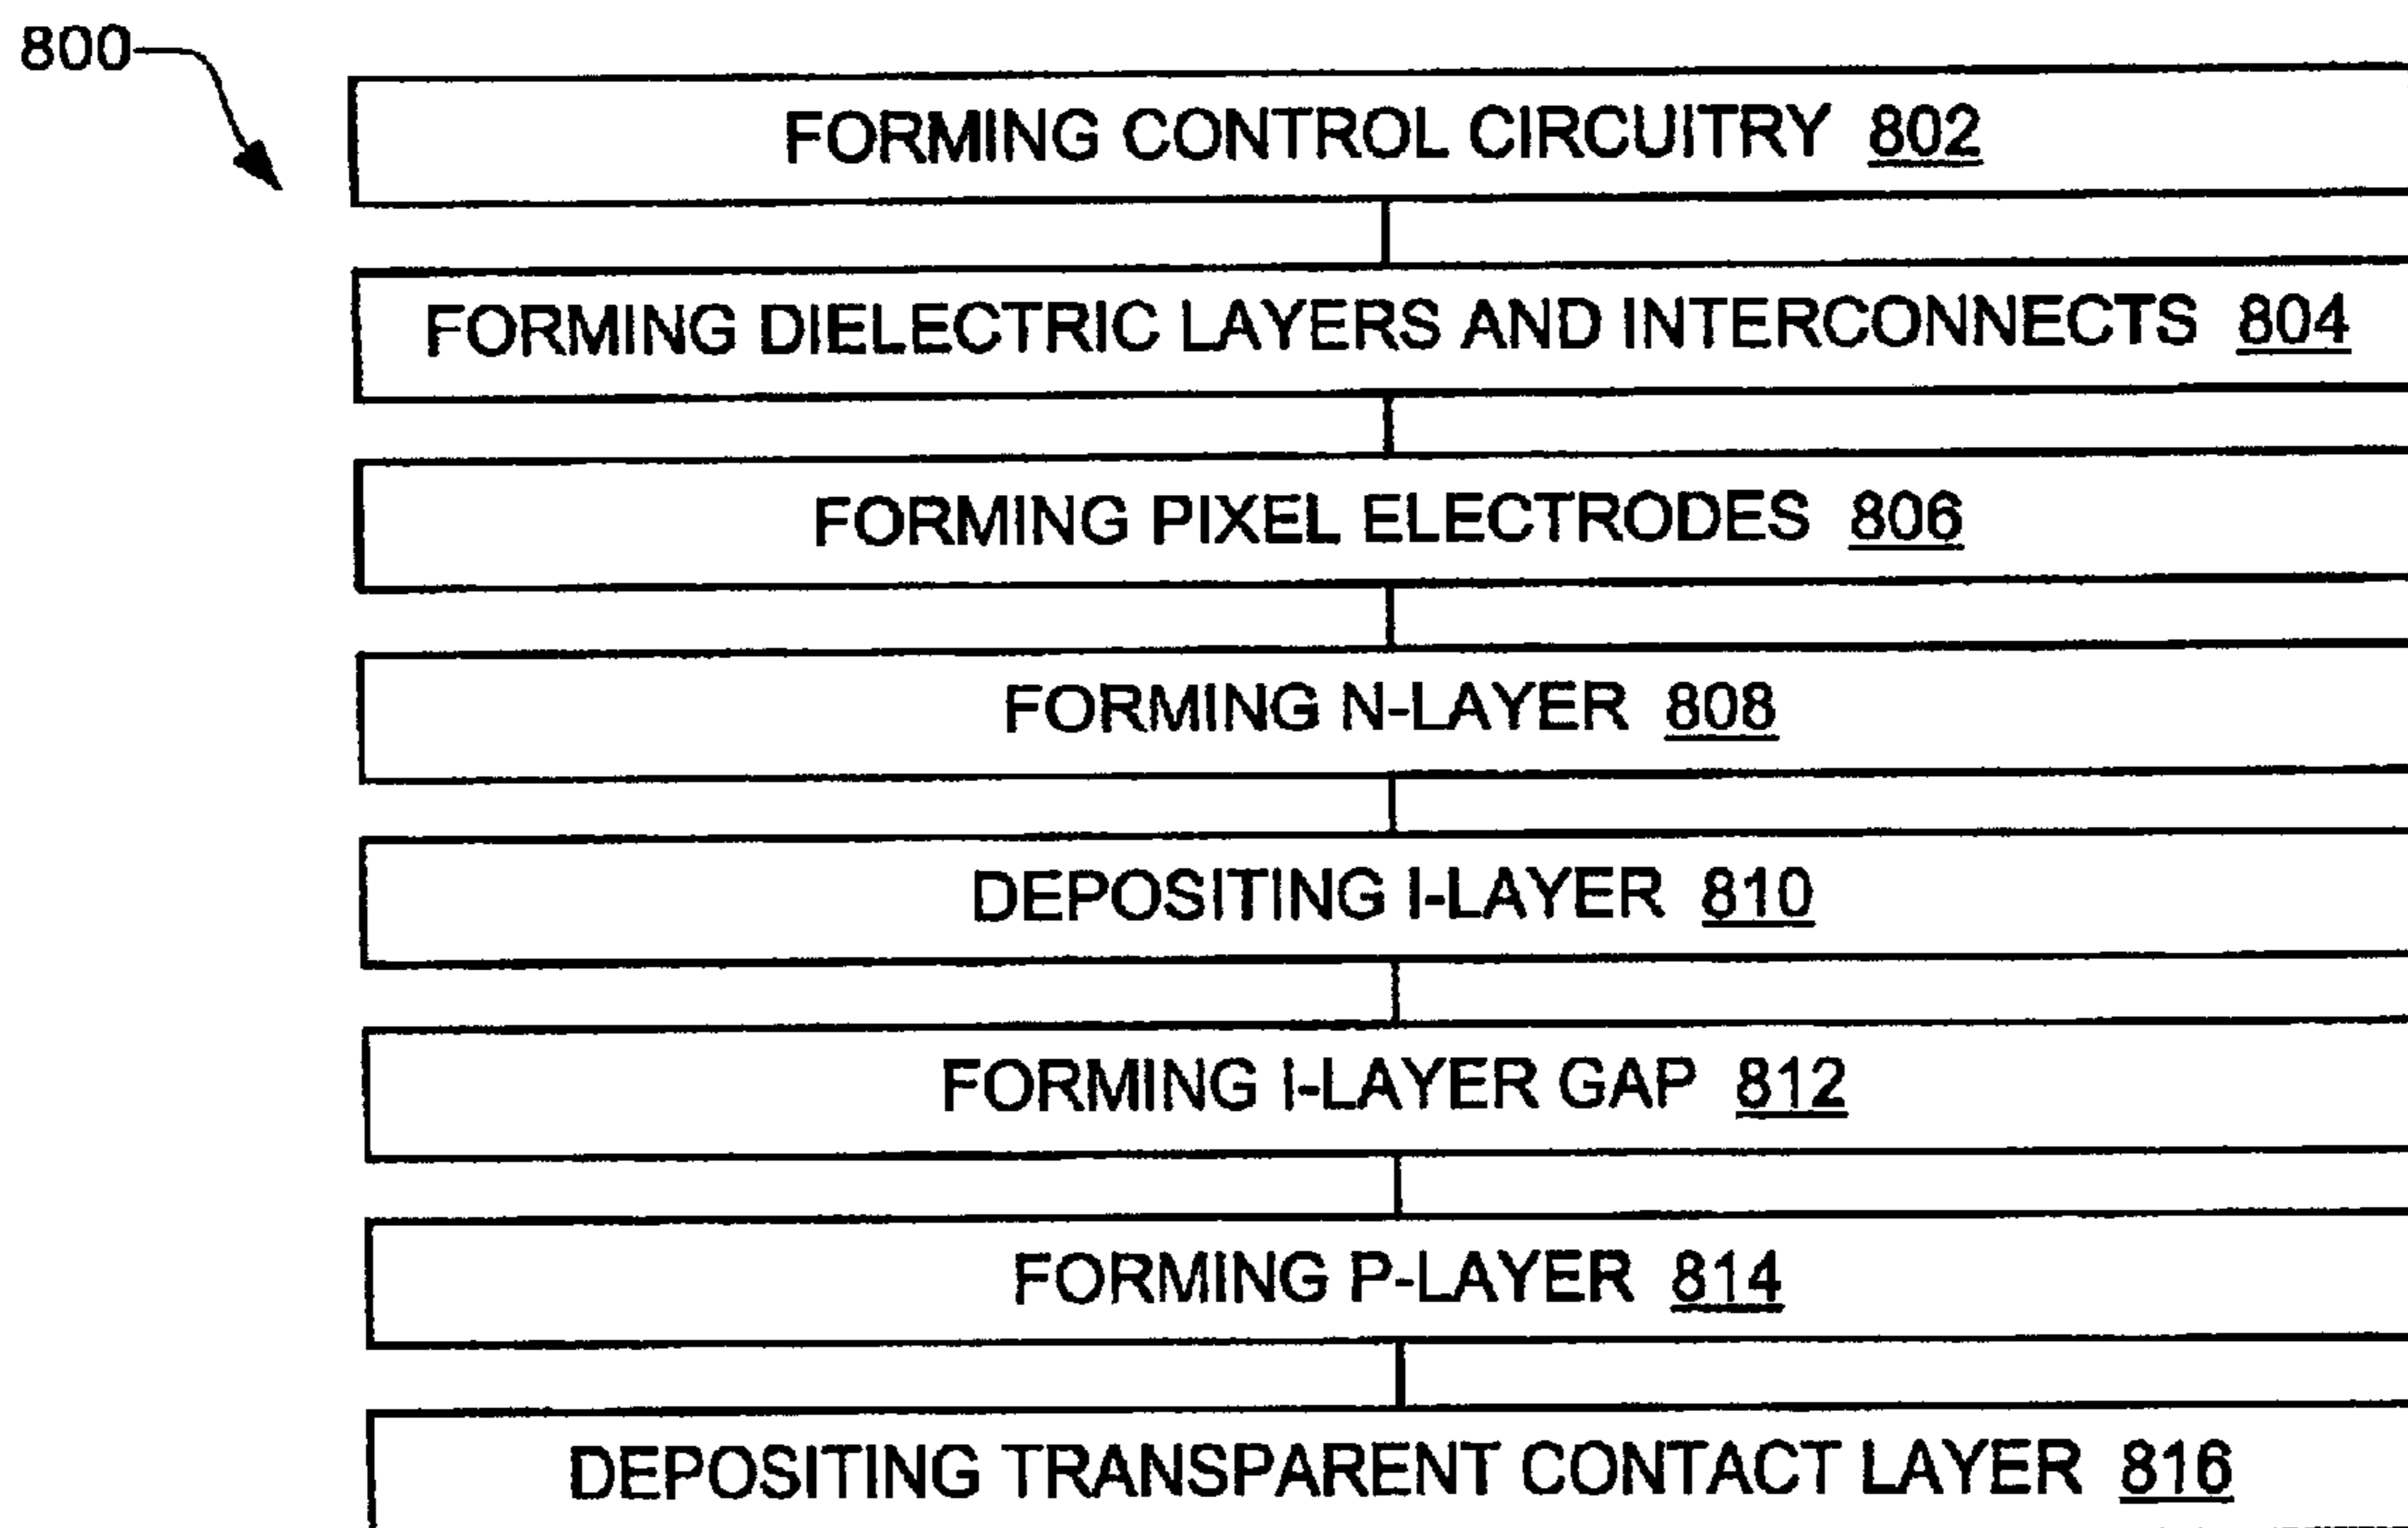 800
FORMING CONTROL CIRCUITRY 802
FORMING DIELECTRIC LAYERS AND INTERCONNECTS 804
FORMING PIXEL ELECTRODES 806
FORMING N-LAYER 808
DEPOSITING I-LAYER 810
FORMING I-LAYER GAP 812
FORMING P-LAYER 814
DEPOSITING TRANSPARENT CONTACT LAYER 816